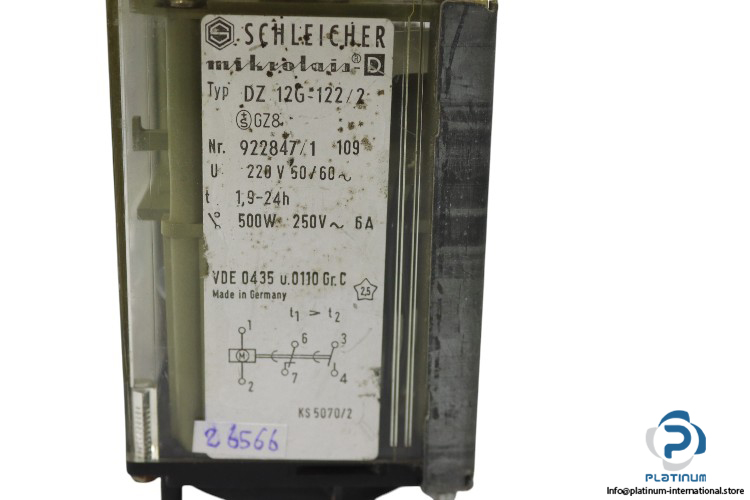 S SCHLEICHER
mikrolais®-D
Typ DZ 12G-122/2
S GZ8
Nr. 922847/1 109
U 220 V 50/60~
t 1,9-24h
500W 250V~ 6A
VDE 0435 u.0110 Gr.C 2,5
Made in Germany
t1 > t2
1 6 3
M
2 7 4
KS 5070/2
26566
P
PLATINUM
Info@platinum-international.store